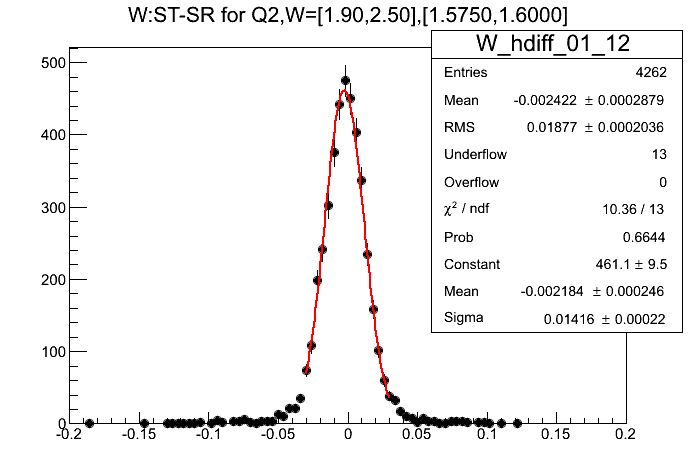 W:ST-SR for Q2,W=[1.90,2.50],[1.5750,1.6000]
W_hdiff_01_12
Entries 4262
Mean -0.002422 ± 0.0002879
RMS 0.01877 ± 0.0002036
Underflow 13
Overflow 0
χ² / ndf 10.36 / 13
Prob 0.6644
Constant 461.1 ± 9.5
Mean -0.002184 ± 0.000246
Sigma 0.01416 ± 0.00022
500
400
300
200
100
0
-0.2 -0.15 -0.1 -0.05 0 0.05 0.1 0.15 0.2